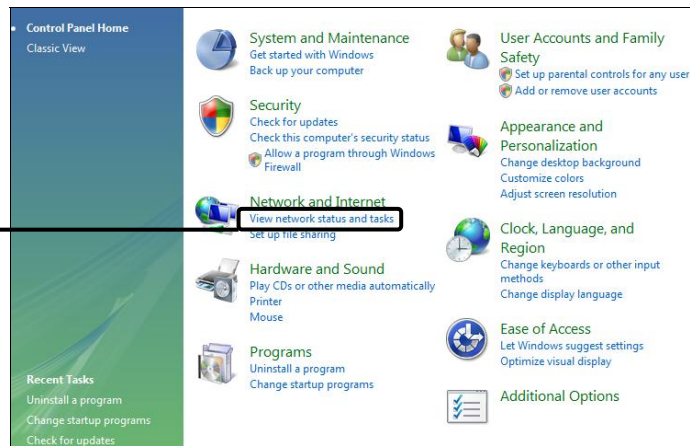 Control Panel Home
Classic View
System and Maintenance
Get started with Windows
Back up your computer
Security
Check for updates
Check this computer's security status
Allow a program through Windows
Firewall
Network and Internet
View network status and tasks
Set up file sharing
Hardware and Sound
Play CDs or other media automatically
Printer
Mouse
Programs
Uninstall a program
Change startup programs
User Accounts and Family
Safety
Set up parental controls for any user
Add or remove user accounts
Appearance and
Personalization
Change desktop background
Customize colors
Adjust screen resolution
Clock, Language, and
Region
Change keyboards or other input
methods
Change display language
Ease of Access
Let Windows suggest settings
Optimize visual display
Additional Options
Recent Tasks
Uninstall a program
Change startup programs
Check for updates